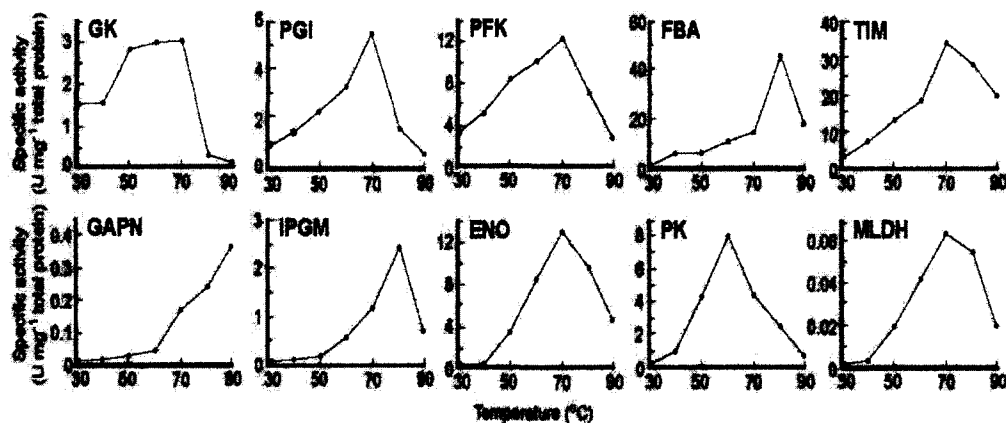 GK PGI PFK FBA TIM
Specific activity
(U mg⁻¹ total protein)
3 2 1 0
6 4 2 0
12 8 4 0
60 40 20 0
40 30 20 10 0
30 50 70 90 30 50 70 90 30 50 70 90 30 50 70 90 30 50 70 90
GAPN iPGM ENO PK MLDH
Specific activity
(U mg⁻¹ total protein)
0.4 0.3 0.2 0.1 0
3 2 1 0
12 8 4 0
8 6 4 2 0
0.06 0.04 0.02 0
30 50 70 90 30 50 70 90 30 50 70 90 30 50 70 90 30 50 70 90
Temperature (°C)